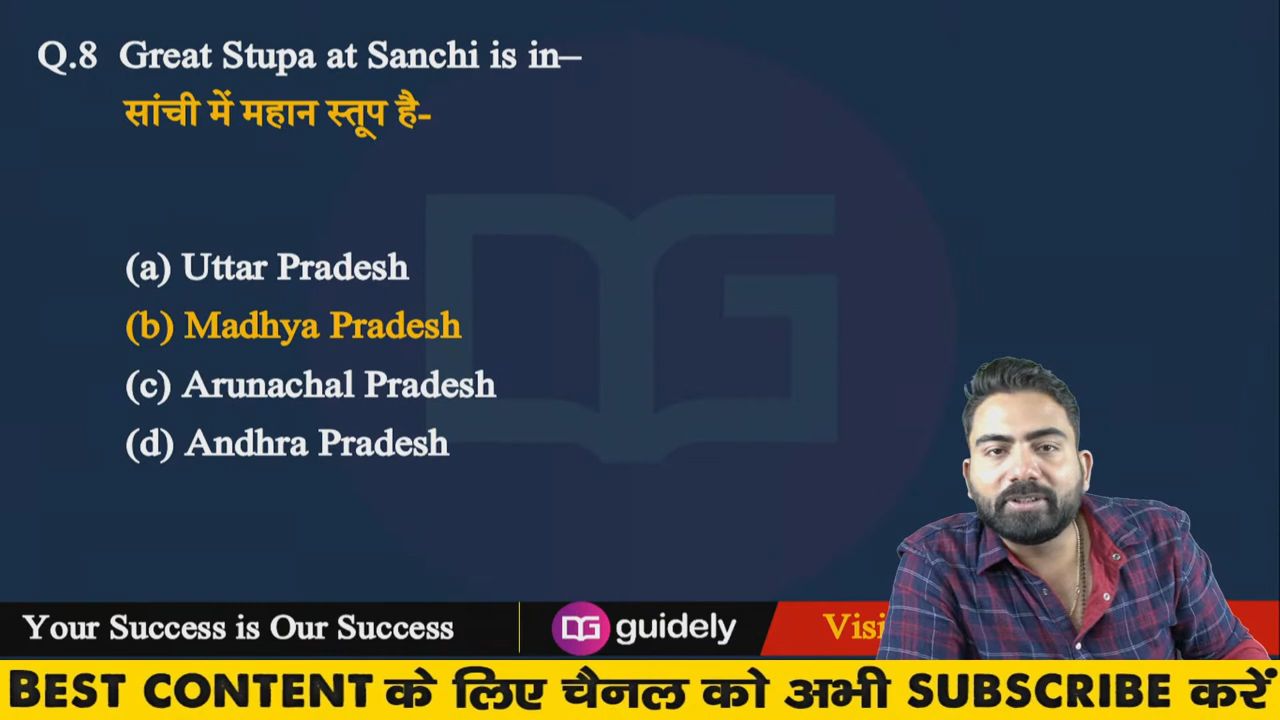 Q.8 Great Stupa at Sanchi is in–
सांची में महान स्तूप है-
(a) Uttar Pradesh
(b) Madhya Pradesh
(c) Arunachal Pradesh
(d) Andhra Pradesh
Your Success is Our Success
DG guidely
BEST CONTENT के लिए चैनल को अभी SUBSCRIBE करें